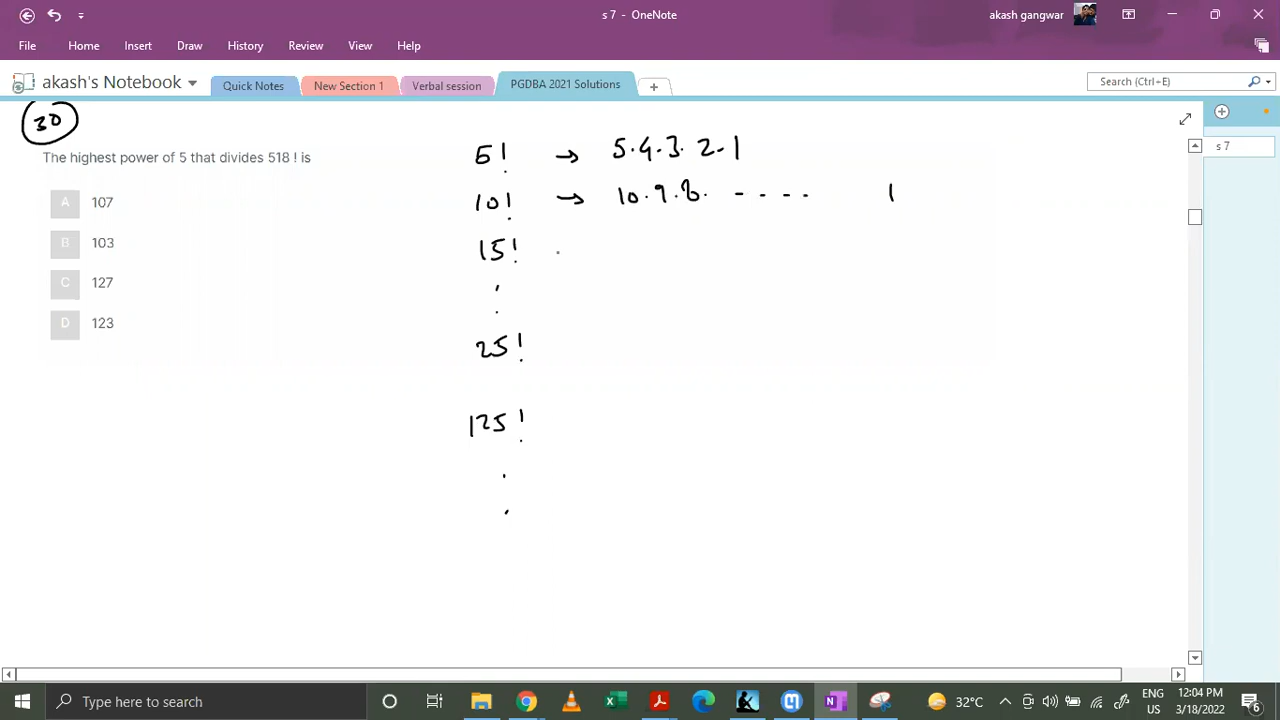 s 7 - OneNote
akash gangwar
File Home Insert Draw History Review View Help
akash's Notebook Quick Notes New Section 1 Verbal session PGDBA 2021 Solutions +
Search (Ctrl+E)
s 7
30
The highest power of 5 that divides 518 ! is
A 107
B 103
C 127
D 123
5! → 5.4.3.2.1
10! → 10.9.8. ---- 1
15!
25!
125!
Type here to search
32°C
ENG
US
12:04 PM
3/18/2022
6